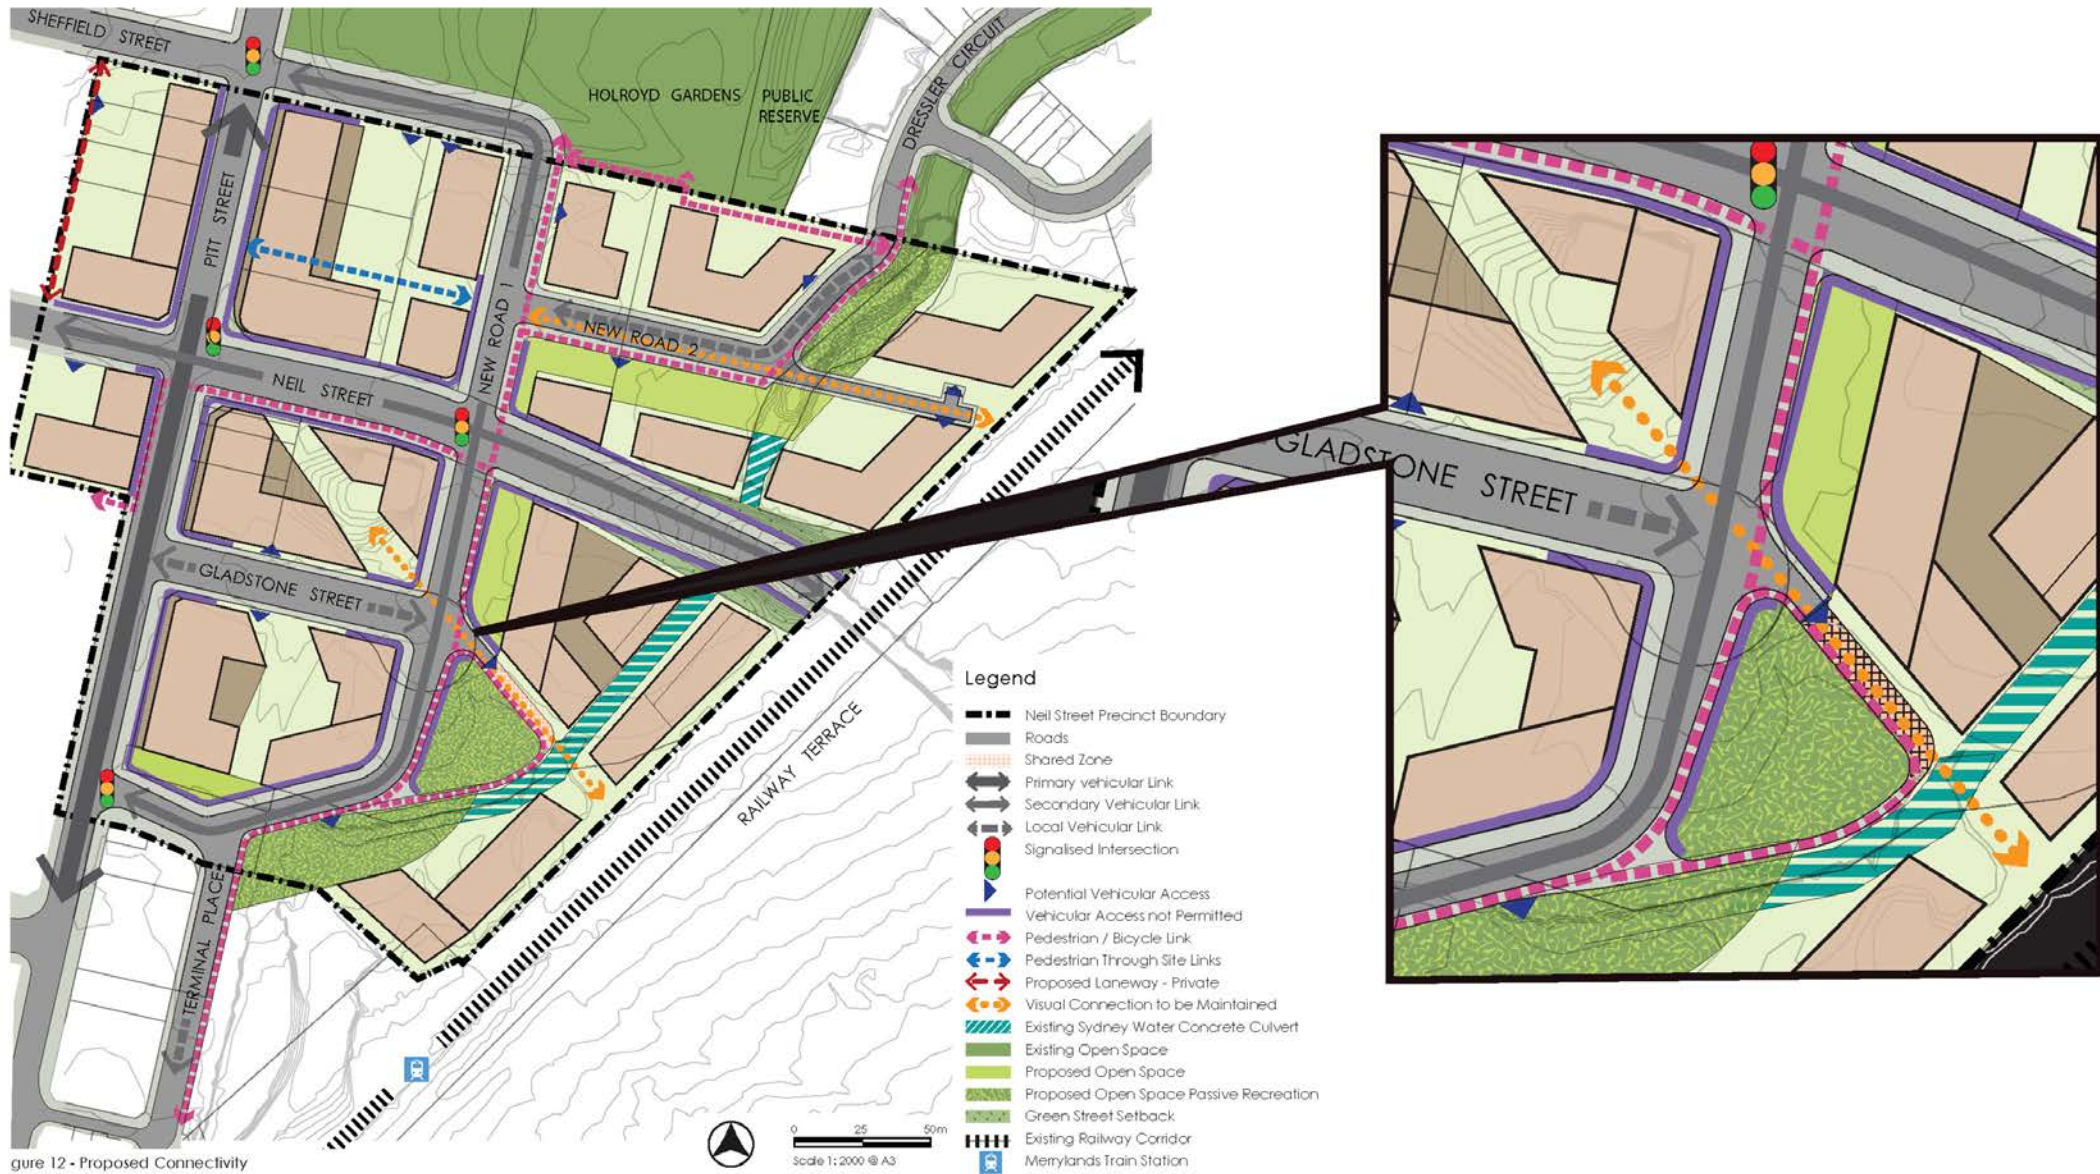 SHEFFIELD STREET
HOLROYD GARDENS PUBLIC
RESERVE
DRESSLER CIRCUIT
PITT STREET
NEW ROAD 1
NEW ROAD 2
NEIL STREET
GLADSTONE STREET
GLADSTONE STREET
RAILWAY TERRACE
TERMINAL PLACE
Legend
Neil Street Precinct Boundary
Roads
Shared Zone
Primary vehicular Link
Secondary Vehicular Link
Local Vehicular Link
Signalised Intersection
Potential Vehicular Access
Vehicular Access not Permitted
Pedestrian / Bicycle Link
Pedestrian Through Site Links
Proposed Laneway - Private
Visual Connection to be Maintained
Existing Sydney Water Concrete Culvert
Existing Open Space
Proposed Open Space
Proposed Open Space Passive Recreation
Green Street Setback
Existing Railway Corridor
Merrylands Train Station
0 25 50m
Scale 1: 2000 @ A3
gure 12 - Proposed Connectivity